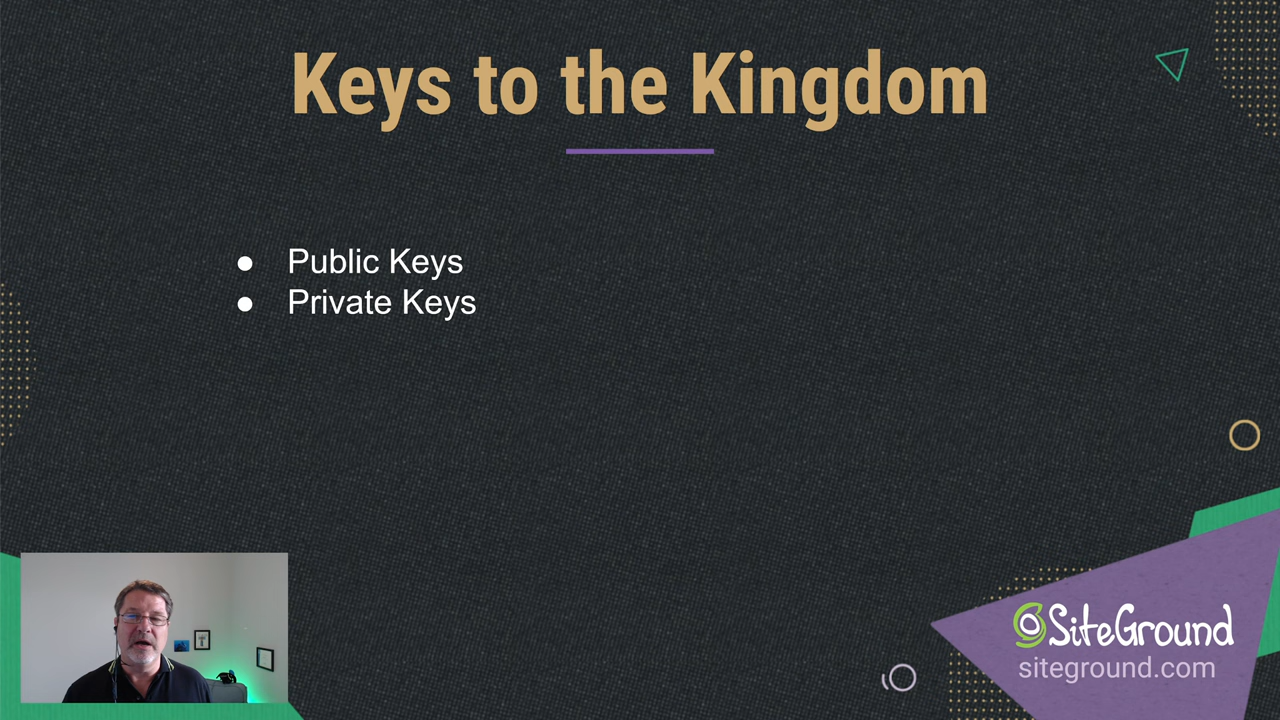 Keys to the Kingdom
● Public Keys
● Private Keys
SiteGround
siteground.com